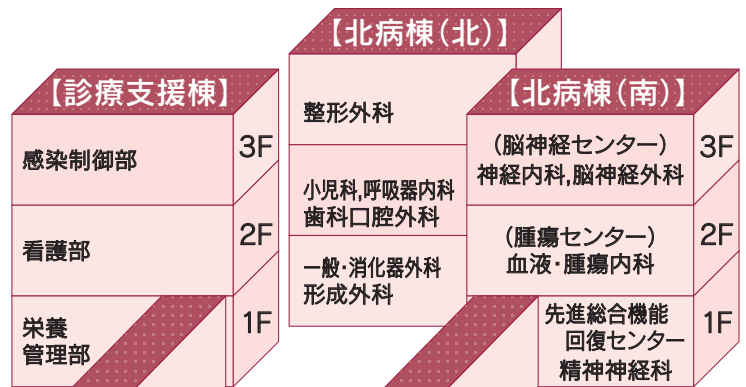 【診療支援棟】
感染制御部
3F
看護部
2F
栄養
管理部
1F
【北病棟(北)】
整形外科
小児科,呼吸器内科
歯科口腔外科
一般・消化器外科
形成外科
【北病棟(南)】
(脳神経センター)
神経内科,脳神経外科
3F
(腫瘍センター)
血液・腫瘍内科
2F
先進総合機能
回復センター
精神神経科
1F